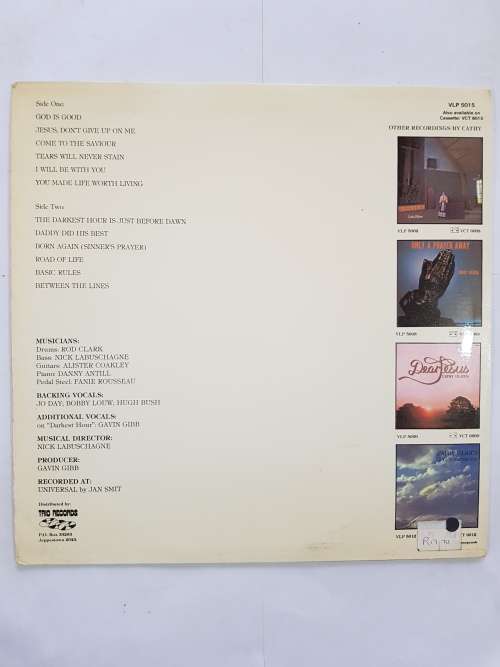 Side One:
GOD IS GOOD
JESUS, DON'T GIVE UP ON ME
COME TO THE SAVIOUR
TEARS WILL NEVER STAIN
I WILL BE WITH YOU
YOU MADE LIFE WORTH LIVING
Side Two:
THE DARKEST HOUR IS JUST BEFORE DAWN
DADDY DID HIS BEST
BORN AGAIN (SINNER'S PRAYER)
ROAD OF LIFE
BASIC RULES
BETWEEN THE LINES
MUSICIANS:
Drums: ROD CLARK
Bass: NICK LABUSCHAGNE
Guitars: ALISTER COAKLEY
Piano: DANNY ANTILL
Pedal Steel: FANIE ROUSSEAU
BACKING VOCALS:
JO DAY; BOBBY LOUW; HUGH BUSH
ADDITIONAL VOCALS:
on "Darkest Hour": GAVIN GIBB
MUSICAL DIRECTOR:
NICK LABUSCHAGNE
PRODUCER:
GAVIN GIBB
RECORDED AT:
UNIVERSAL by JAN SMIT
Distributed by:
TRIO RECORDS
P.O. Box
Jeppestown
VLP 5015
Also available on
Cassette: VCT 5015
OTHER RECORDINGS BY CATHY
ONLY A PRAYER AWAY
Dear Jesus